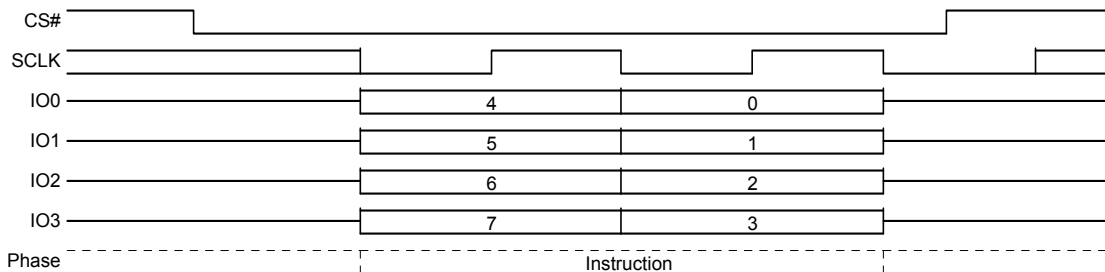 CS#
SCLK
IO0 4 0
IO1 5 1
IO2 6 2
IO3 7 3
Phase Instruction